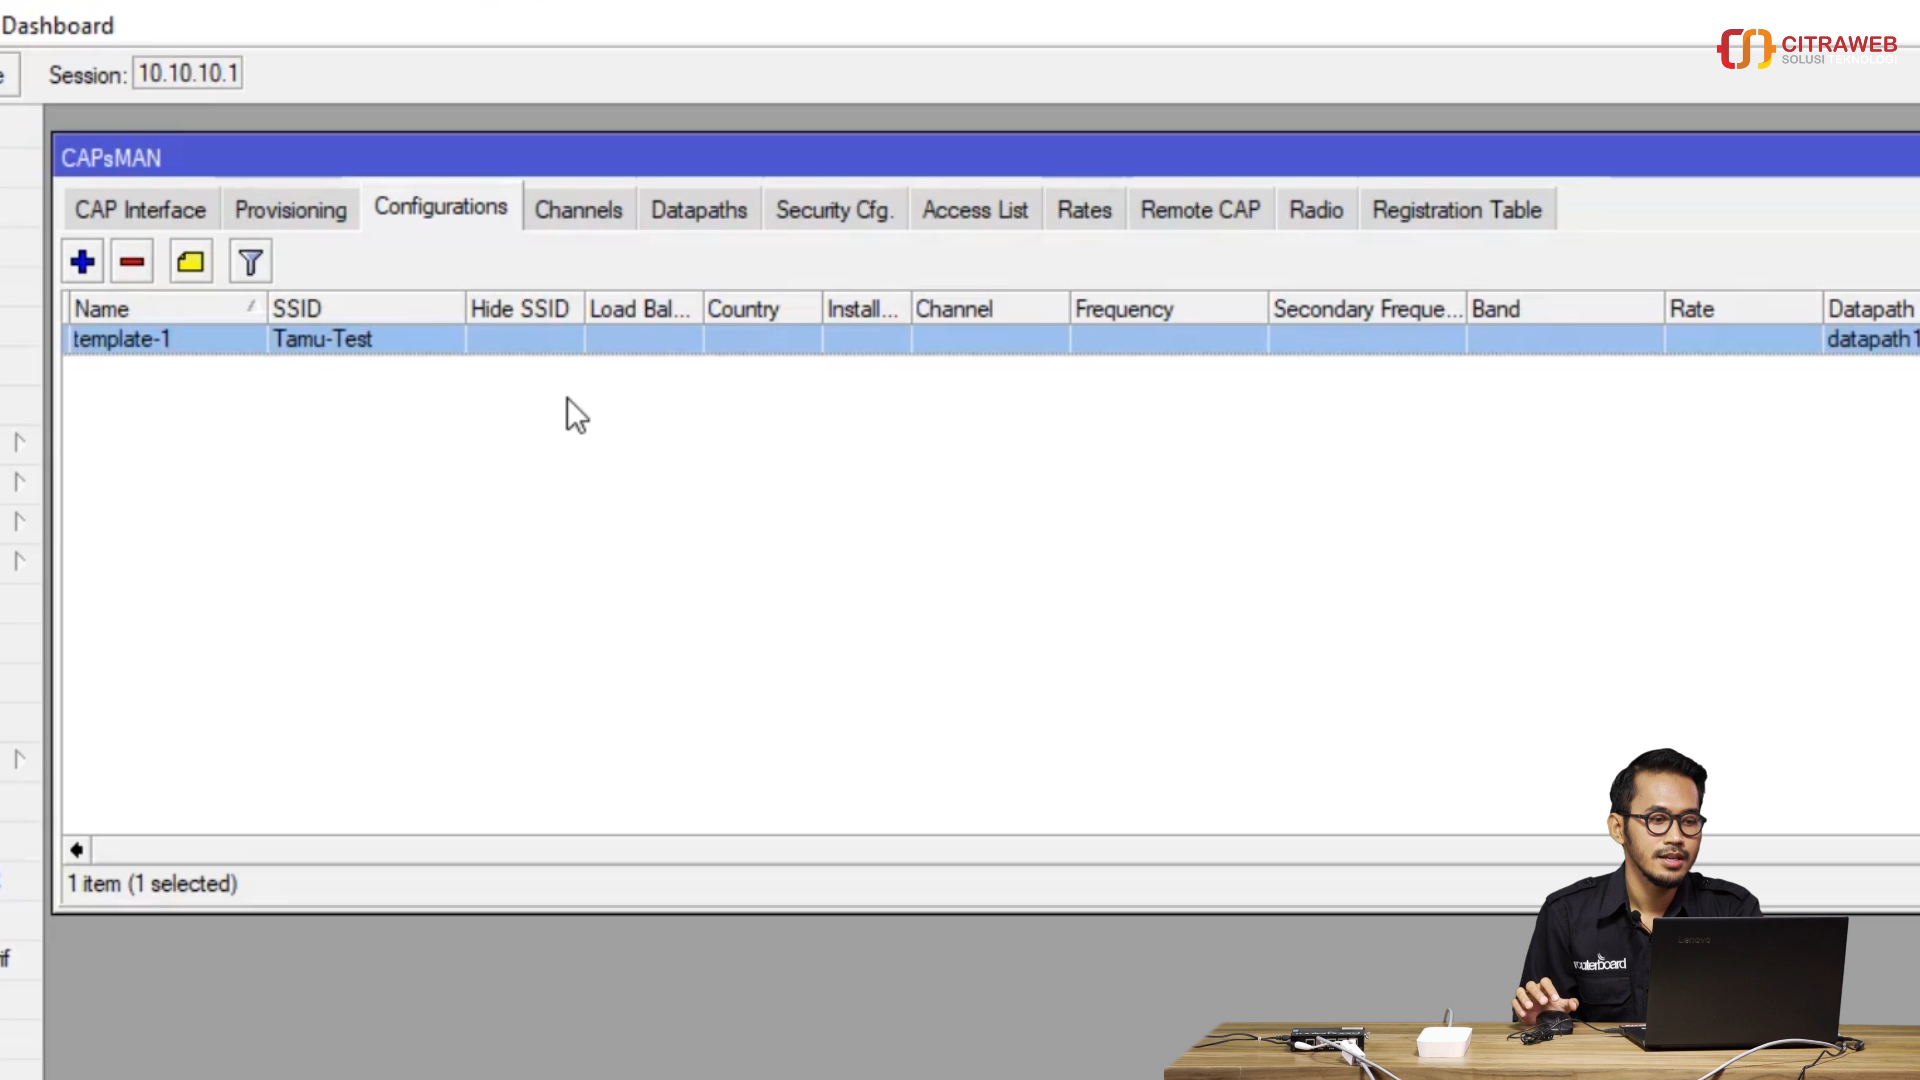 Dashboard
CITRAWEB
SOLUSI TEKNOLOGI
Session: 10.10.10.1
CAPsMAN
CAP Interface Provisioning Configurations Channels Datapaths Security Cfg. Access List Rates Remote CAP Radio Registration Table
Name SSID Hide SSID Load Bal... Country Install... Channel Frequency Secondary Freque... Band Rate Datapath
template-1 Tamu-Test datapath1
1 item (1 selected)
Lenovo
routerboard